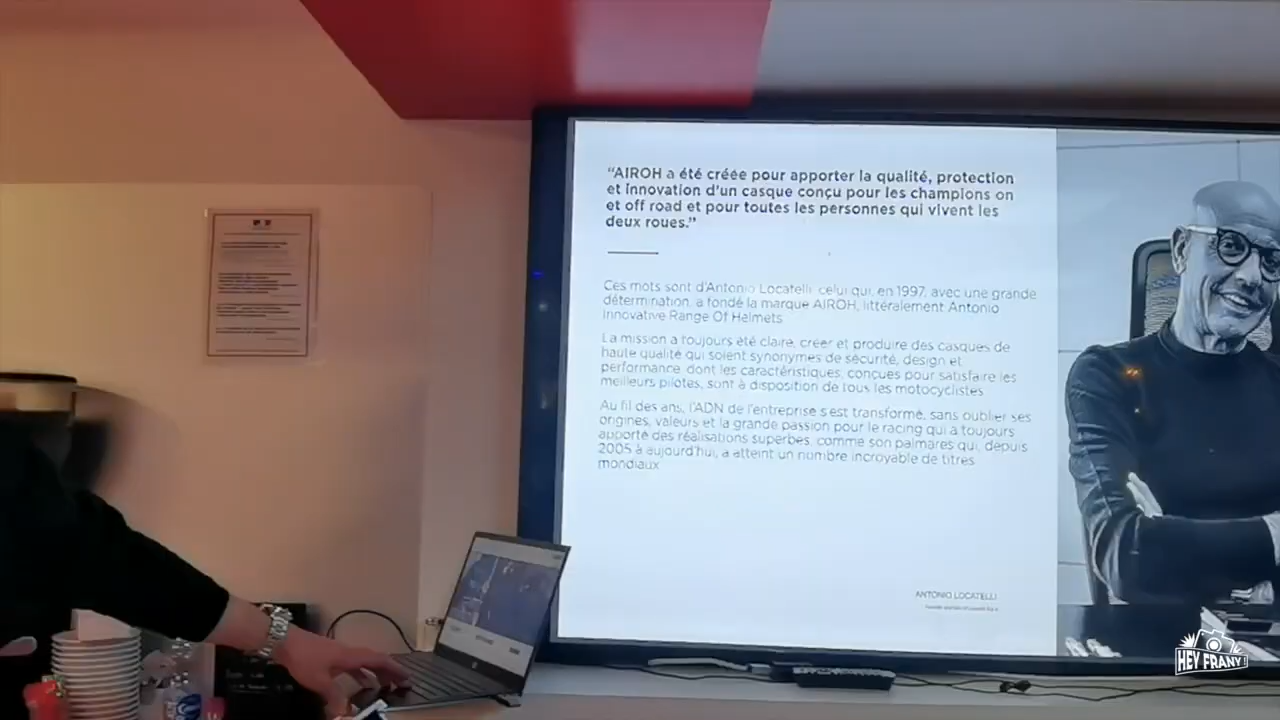 “AIROH a été créée pour apporter la qualité, protection
et innovation d'un casque conçu pour les champions on
et off road et pour toutes les personnes qui vivent les
deux roues.”
Ces mots sont d'Antonio Locatelli celui qui, en 1997, avec une grande
détermination, a fondé la marque AIROH, littéralement Antonio
Innovative Range Of Helmets
La mission a toujours été claire, créer et produire des casques de
haute qualité qui soient synonymes de sécurité, design et
performance, dont les caractéristiques, conçues pour satisfaire les
meilleurs pilotes, sont à disposition de tous les motocyclistes
Au fil des ans, l'ADN de l'entreprise s'est transformé, sans oublier ses
origines, valeurs et la grande passion pour le racing qui a toujours
apporté des réalisations superbes, comme son palmares qui, depuis
2005 à aujourd'hui, a atteint un nombre incroyable de titres
mondiaux
ANTONIO LOCATELLI
HEY FRANY!